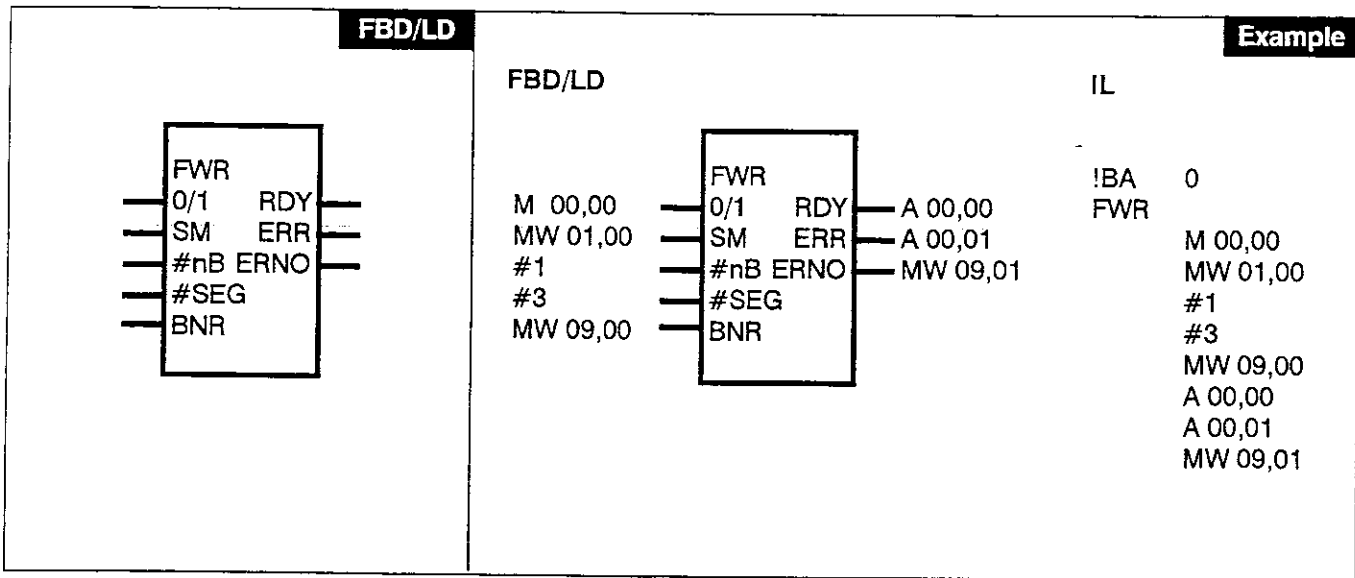 FBD/LD
FWR
0/1 RDY
SM ERR
#nB ERNO
#SEG
BNR
Example
FBD/LD
M 00,00
MW 01,00
#1
#3
MW 09,00
FWR
0/1 RDY
SM ERR
#nB ERNO
#SEG
BNR
A 00,00
A 00,01
MW 09,01
IL
!BA 0
FWR
M 00,00
MW 01,00
#1
#3
MW 09,00
A 00,00
A 00,01
MW 09,01